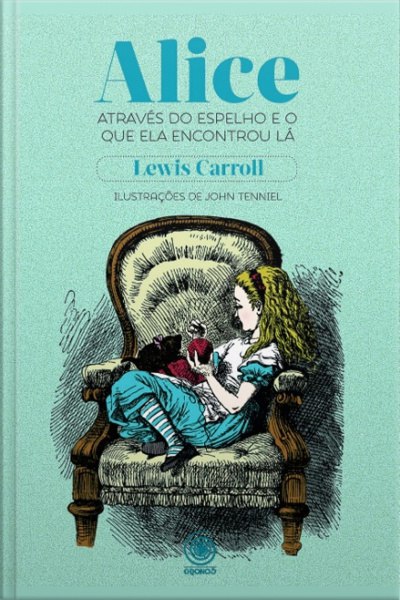 Alice
ATRAVÉS DO ESPELHO E O
QUE ELA ENCONTROU LÁ
Lewis Carroll
ILUSTRAÇÕES DE JOHN TENNIEL